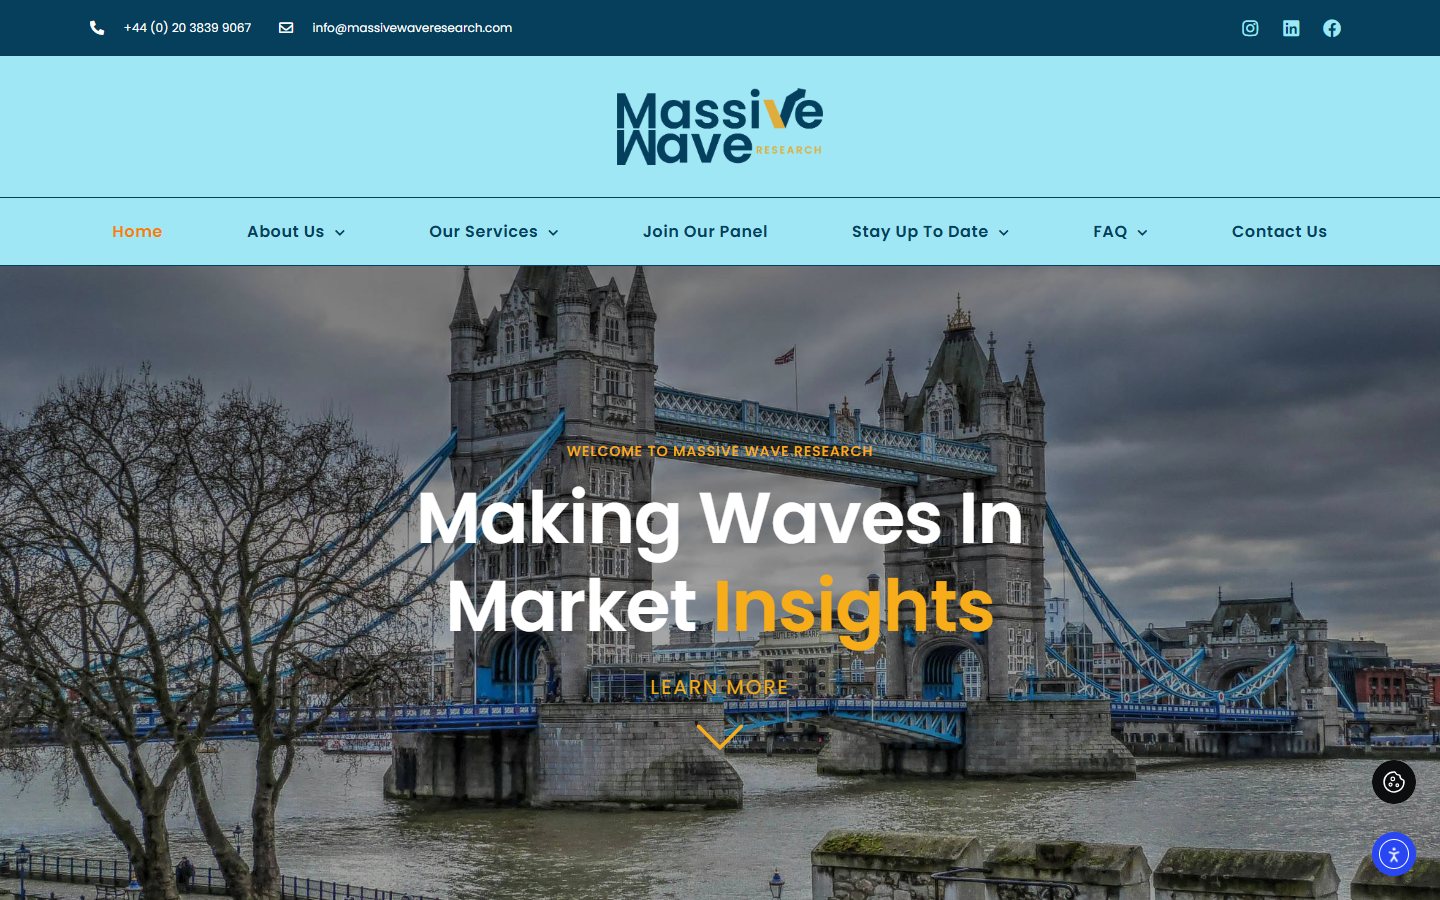 +44 (0) 20 3839 9067
info@massivewaveresearch.com
Massive
Wave RESEARCH
Home
About Us
Our Services
Join Our Panel
Stay Up To Date
FAQ
Contact Us
WELCOME TO MASSIVE WAVE RESEARCH
Making Waves In
Market Insights
BUTLERS WHARF
LEARN MORE